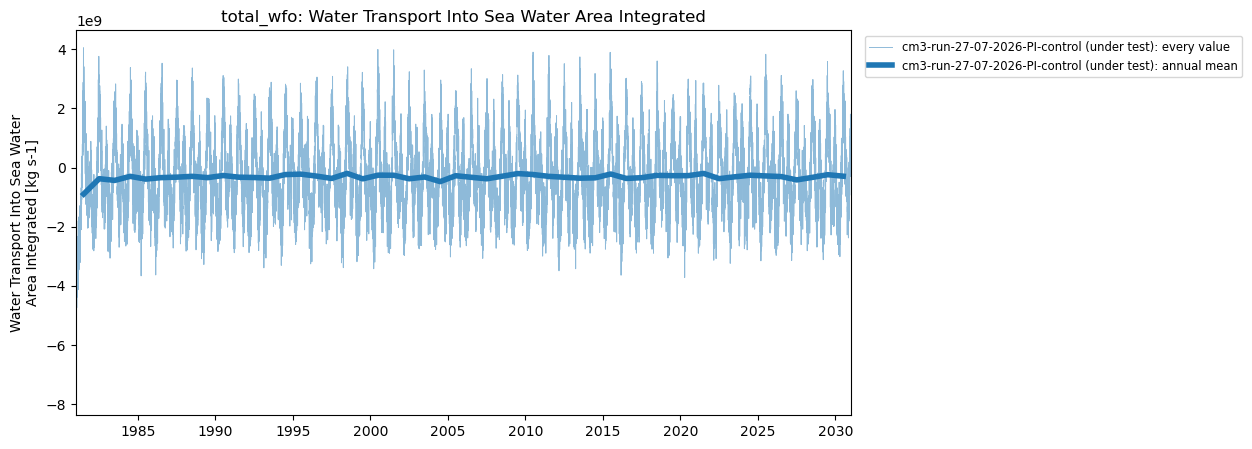 total_wfo: Water Transport Into Sea Water Area Integrated
1e9
cm3-run-27-07-2026-PI-control (under test): every value
cm3-run-27-07-2026-PI-control (under test): annual mean
Water Transport Into Sea Water
Area Integrated [kg s-1]
4
2
0
−2
−4
−6
−8
1985 1990 1995 2000 2005 2010 2015 2020 2025 2030